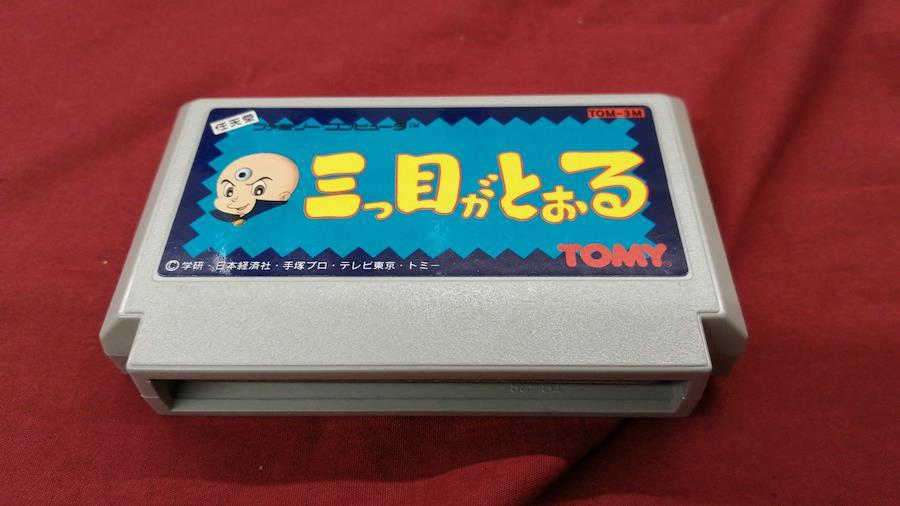 任天堂 ファミリー コンピュータ™
TOM-3M
三つ目がとおる
TOMY
©学研・日本経済社・手塚プロ・テレビ東京・トミー